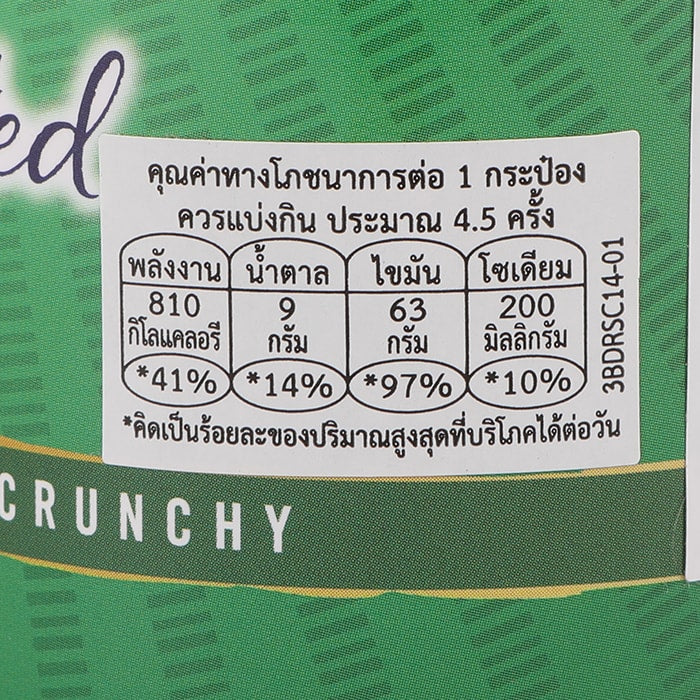 ed
คุณค่าทางโภชนาการต่อ 1 กระป๋อง
ควรแบ่งกิน ประมาณ 4.5 ครั้ง
พลังงาน น้ำตาล ไขมัน โซเดียม
810 9 63 200
กิโลแคลอรี กรัม กรัม มิลลิกรัม
*41% *14% *97% *10%
*คิดเป็นร้อยละของปริมาณสูงสุดที่บริโภคได้ต่อวัน
3BDRSC14-01
CRUNCHY